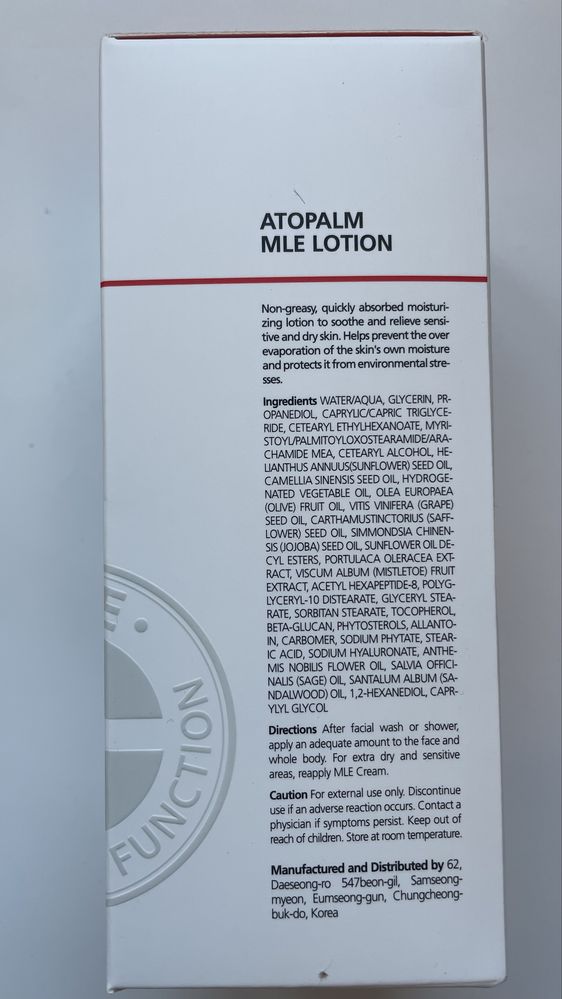 ATOPALM
MLE LOTION
Non-greasy, quickly absorbed moisturi-
zing lotion to soothe and relieve sensi-
tive and dry skin. Helps prevent the over
evaporation of the skin's own moisture
and protects it from environmental stre-
sses.
Ingredients WATER/AQUA, GLYCERIN, PR-
OPANEDIOL, CAPRYLIC/CAPRIC TRIGLYCE-
RIDE, CETEARYL ETHYLHEXANOATE, MYRI-
STOYL/PALMITOYLOXOSTEARAMIDE/ARA-
CHAMIDE MEA, CETEARYL ALCOHOL, HE-
LIANTHUS ANNUUS(SUNFLOWER) SEED OIL,
CAMELLIA SINENSIS SEED OIL, HYDROGE-
NATED VEGETABLE OIL, OLEA EUROPAEA
(OLIVE) FRUIT OIL, VITIS VINIFERA (GRAPE)
SEED OIL, CARTHAMUSTINCTORIUS (SAFF-
LOWER) SEED OIL, SIMMONDSIA CHINEN-
SIS (JOJOBA) SEED OIL, SUNFLOWER OIL DE-
CYL ESTERS, PORTULACA OLERACEA EXT-
RACT, VISCUM ALBUM (MISTLETOE) FRUIT
EXTRACT, ACETYL HEXAPEPTIDE-8, POLYG-
LYCERYL-10 DISTEARATE, GLYCERYL STEA-
RATE, SORBITAN STEARATE, TOCOPHEROL,
BETA-GLUCAN, PHYTOSTEROLS, ALLANTO-
IN, CARBOMER, SODIUM PHYTATE, STEAR-
IC ACID, SODIUM HYALURONATE, ANTHE-
MIS NOBILIS FLOWER OIL, SALVIA OFFICI-
NALIS (SAGE) OIL, SANTALUM ALBUM (SA-
NDALWOOD) OIL, 1,2-HEXANEDIOL, CAPR-
YLYL GLYCOL
Directions After facial wash or shower,
apply an adequate amount to the face and
whole body. For extra dry and sensitive
areas, reapply MLE Cream.
Caution For external use only. Discontinue
use if an adverse reaction occurs. Contact a
physician if symptoms persist. Keep out of
reach of children. Store at room temperature.
Manufactured and Distributed by 62,
Daeseong-ro 547beon-gil, Samseong-
myeon, Eumseong-gun, Chungcheong-
buk-do, Korea
FUNCTION